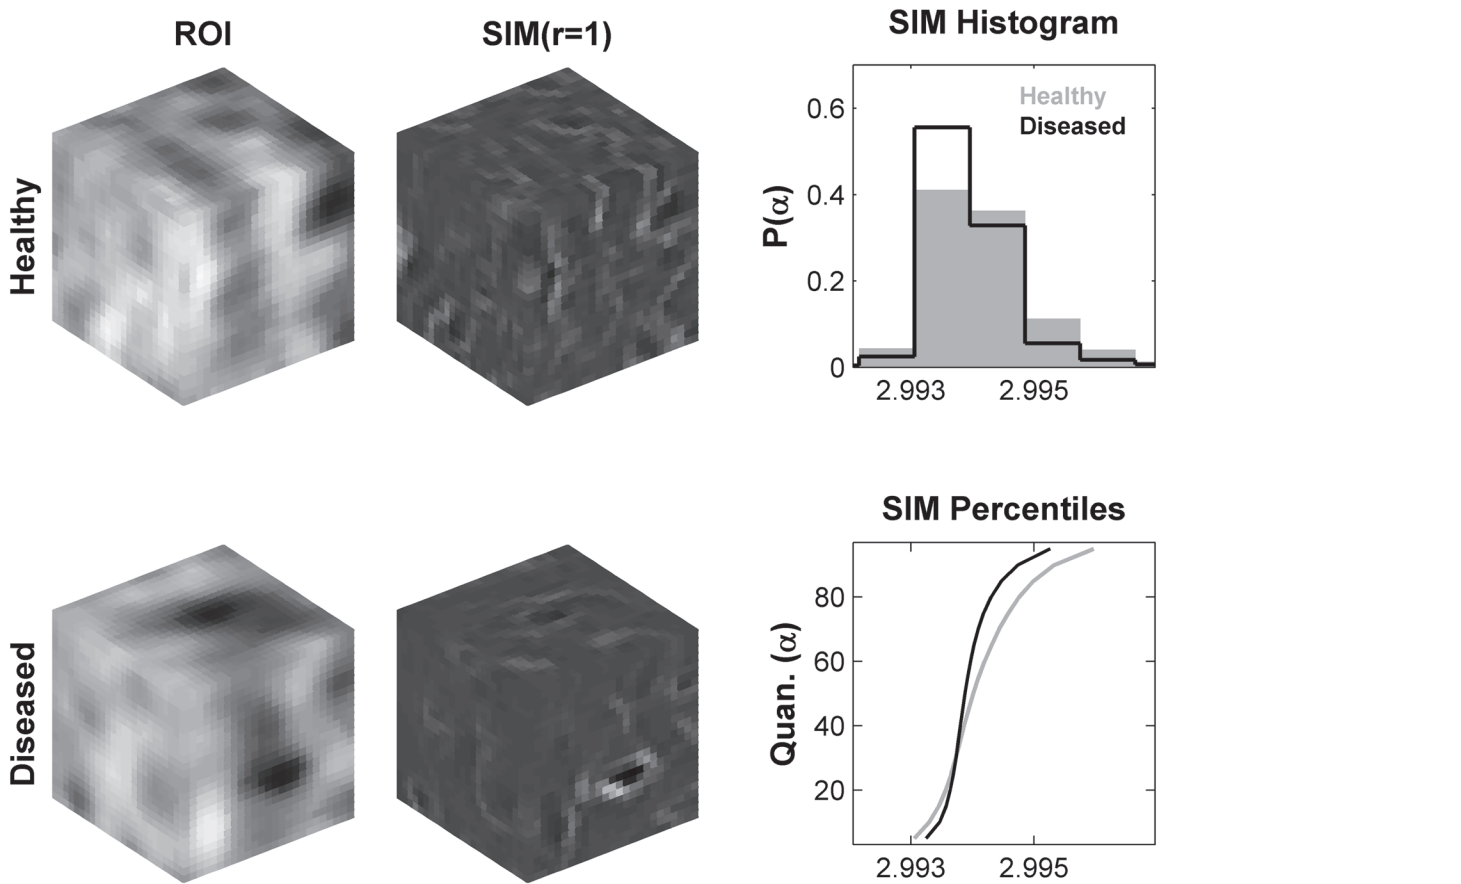 ROI
SIM(r=1)
SIM Histogram
Healthy
P(α)
0.6
0.4
0.2
0
Healthy
Diseased
2.993
2.995
SIM Percentiles
Diseased
Quan. (α)
80
60
40
20
2.993
2.995